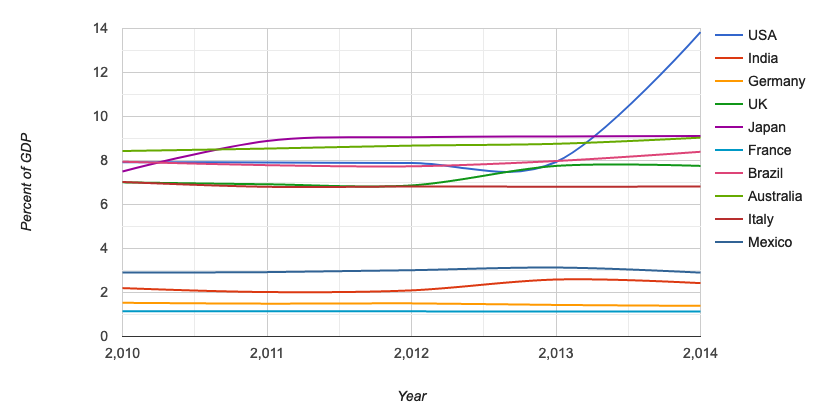 14
12
10
8
6
4
2
0
Percent of GDP
2,010 2,011 2,012 2,013 2,014
Year
USA
India
Germany
UK
Japan
France
Brazil
Australia
Italy
Mexico